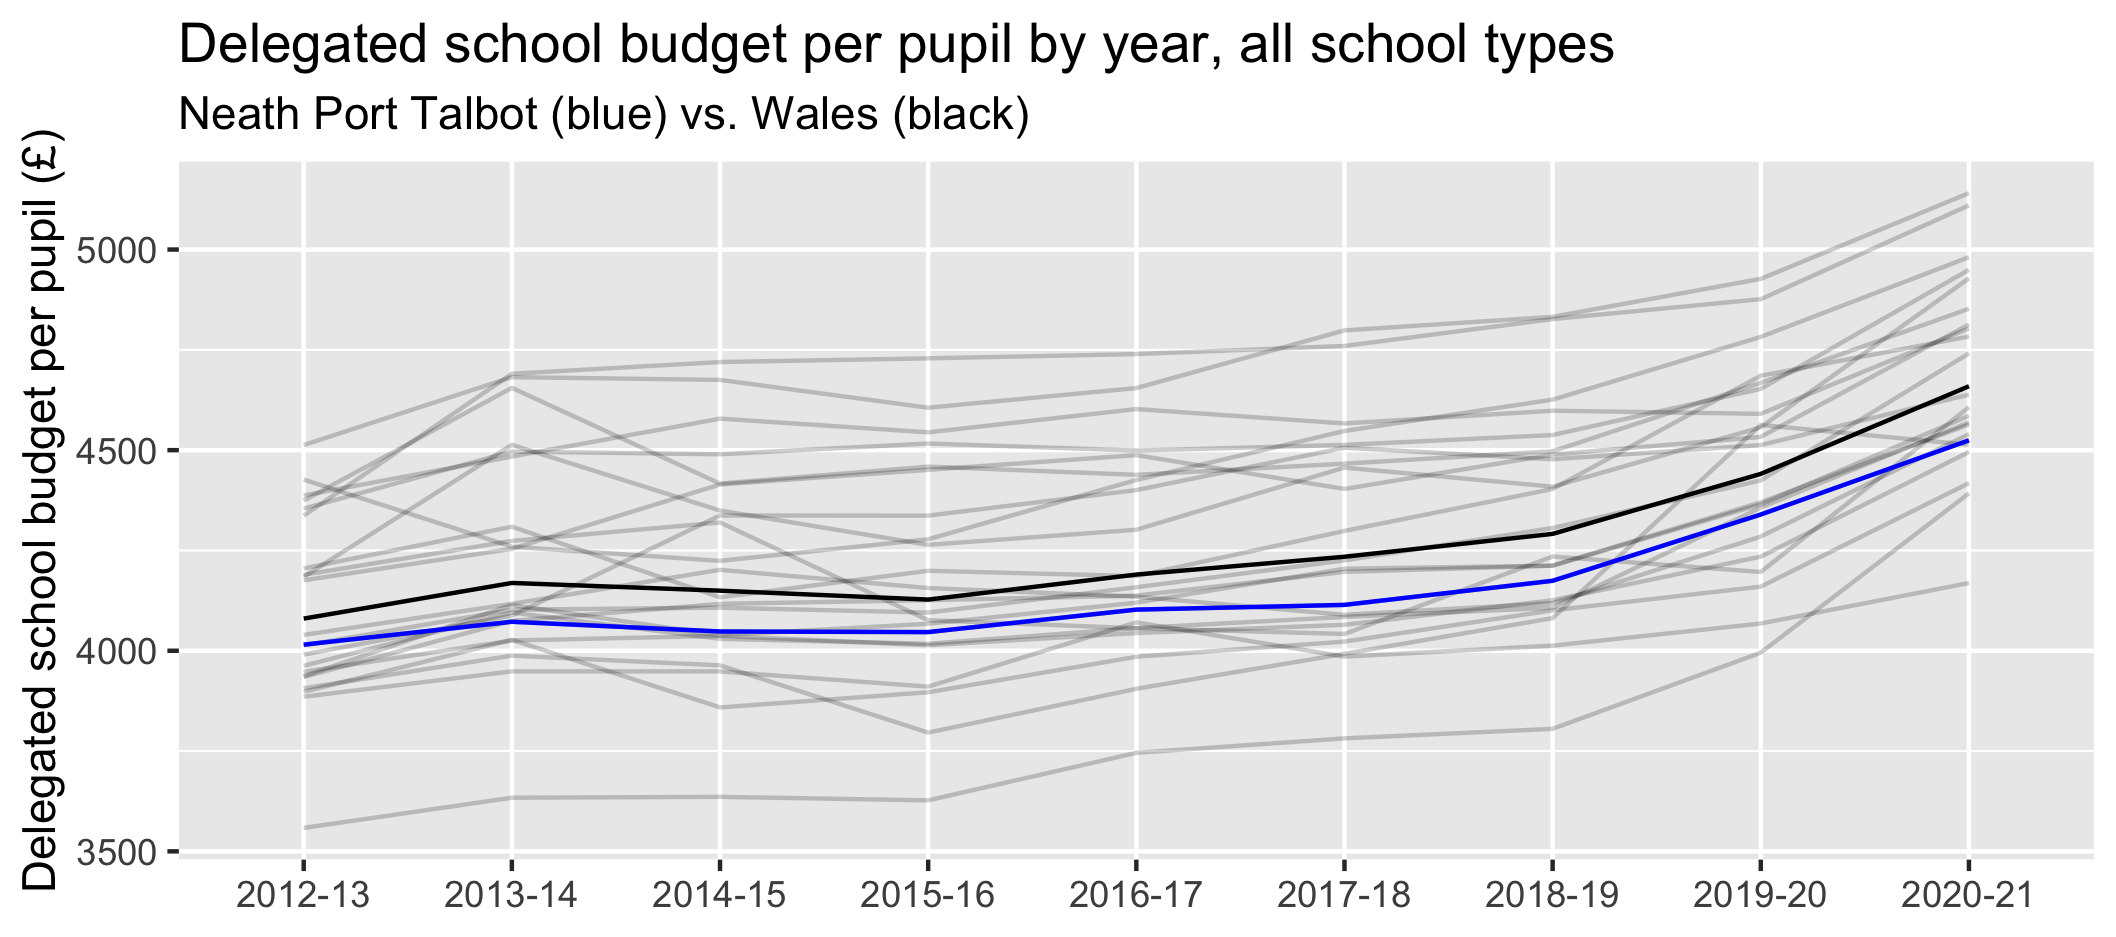 Delegated school budget per pupil by year, all school types
Neath Port Talbot (blue) vs. Wales (black)
Delegated school budget per pupil (£)
5000
4500
4000
3500
2012-13 2013-14 2014-15 2015-16 2016-17 2017-18 2018-19 2019-20 2020-21